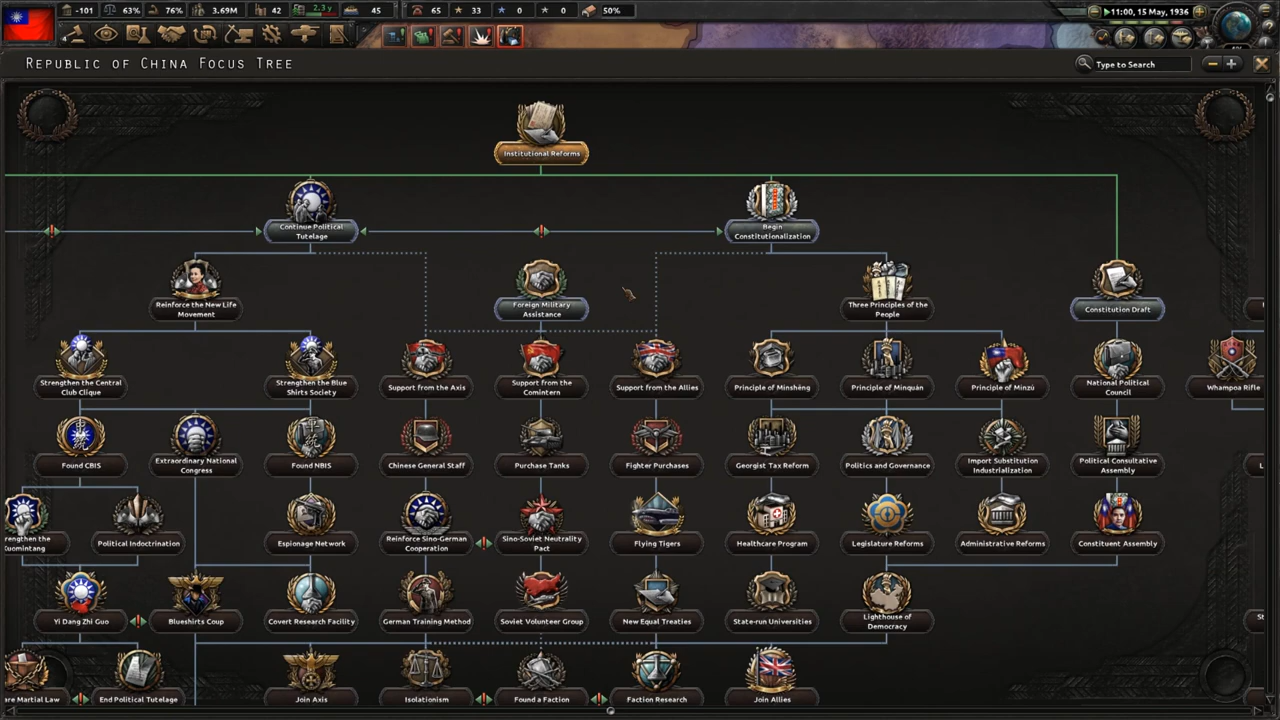 -101
63%
76%
3.69M
42
2.3 y
45
65
33
0
0
50%
11:00, 15 May, 1936
Republic of China Focus Tree
Type to Search
Institutional Reforms
Continue Political
Tutelage
Begin
Constitutionalization
Reinforce the New Life
Movement
Foreign Military
Assistance
Three Principles of the
People
Constitution Draft
Strengthen the Central
Club Clique
Strengthen the Blue
Shirts Society
Support from the Axis
Support from the
Comintern
Support from the Allies
Principle of Minshēng
Principle of Mínquán
Principle of Mínzú
National Political
Council
Whampoa Rifle
Found CBIS
Extraordinary National
Congress
Found NBIS
Chinese General Staff
Purchase Tanks
Fighter Purchases
Georgist Tax Reform
Politics and Governance
Import Substitution
Industrialization
Political Consultative
Assembly
rengthen the
Kuomintang
Political Indoctrination
Espionage Network
Reinforce Sino-German
Cooperation
Sino-Soviet Neutrality
Pact
Flying Tigers
Healthcare Program
Legislature Reforms
Administrative Reforms
Constituent Assembly
Yi Dang Zhi Guo
Blueshirts Coup
Covert Research Facility
German Training Method
Soviet Volunteer Group
New Equal Treaties
State-run Universities
Lighthouse of
Democracy
are Martial Law
End Political Tutelage
Join Axis
Isolationism
Found a Faction
Faction Research
Join Allies